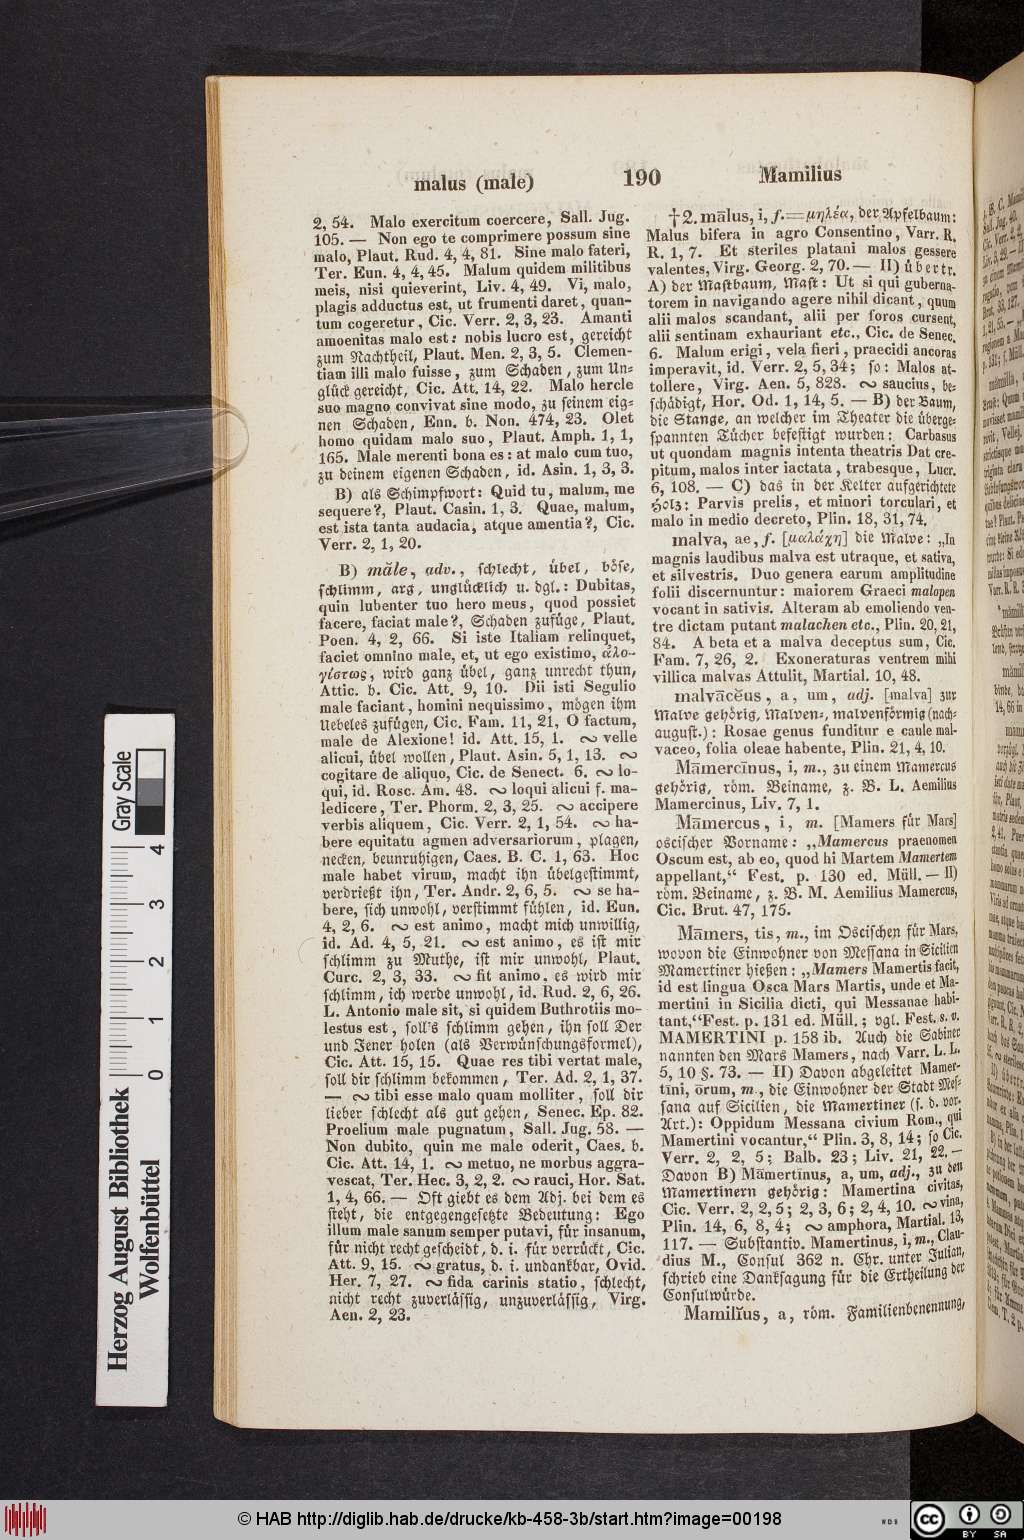 malus (male)
190
Mamilius
2, 54. Malo exercitum coercere, Sall. Jug.
105. — Non ego te comprimere possum sine
malo, Plaut. Rud. 4, 4, 81. Sine malo fateri,
Ter. Eun. 4, 4, 45. Malum quidem militibus
meis, nisi quieverint, Liv. 4, 49. Vi, malo,
plagis adductus est, ut frumenti daret, quan-
tum cogeretur, Cic. Verr. 2, 3, 23. Amanti
amoenitas malo est: nobis lucro est, gereicht
zum Nachtheil, Plaut. Men. 2, 3, 5. Clemen-
tiam illi malo fuisse, zum Schaden, zum Un-
glück gereicht, Cic. Att. 14, 22. Malo hercle
suo magno convivat sine modo, zu seinem eig-
nen Schaden, Enn. b. Non. 474, 23. Olet
homo quidam malo suo, Plaut. Amph. 1, 1,
165. Male merenti bona es: at malo cum tuo,
zu deinem eigenen Schaden, id. Asin. 1, 3, 3.
B) als Schimpfwort: Quid tu, malum, me
sequere?, Plaut. Casin. 1, 3. Quae, malum,
est ista tanta audacia, atque amentia?, Cic.
Verr. 2, 1, 20.
B) măle, adv., schlecht, übel, böse,
schlimm, arg, unglücklich u. dgl.: Dubitas,
quin lubenter tuo hero meus, quod possiet
facere, faciat male?, Schaden zufüge, Plaut.
Poen. 4, 2, 66. Si iste Italiam relinquet,
faciet omnino male, et, ut ego existimo, ἀλο-
γίστως, wird ganz übel, ganz unrecht thun,
Attic. b. Cic. Att. 9, 10. Dii isti Segulio
male faciant, homini nequissimo, mögen ihm
Uebeles zufügen, Cic. Fam. 11, 21, O factum,
male de Alexione! id. Att. 15, 1. ∾ velle
alicui, übel wollen, Plaut. Asin. 5, 1, 13. ∾
cogitare de aliquo, Cic. de Senect. 6. ∾ lo-
qui, id. Rosc. Am. 48. ∾ loqui alicui f. ma-
ledicere, Ter. Phorm. 2, 3, 25. ∾ accipere
verbis aliquem, Cic. Verr. 2, 1, 54. ∾ ha-
bere equitatu agmen adversariorum, plagen,
necken, beunruhigen, Caes. B. C. 1, 63. Hoc
male habet virum, macht ihn übelgestimmt,
verdrießt ihn, Ter. Andr. 2, 6, 5. ∾ se ha-
bere, sich unwohl, verstimmt fühlen, id. Eun.
4, 2, 6. ∾ est animo, macht mich unwillig,
id. Ad. 4, 5, 21. ∾ est animo, es ist mir
schlimm zu Muthe, ist mir unwohl, Plaut.
Curc. 2, 3, 33. ∾ fit animo, es wird mir
schlimm, ich werde unwohl, id. Rud. 2, 6, 26.
L. Antonio male sit, si quidem Buthrotiis mo-
lestus est, soll's schlimm gehen, ihn soll Der
und Jener holen (als Verwünschungsformel),
Cic. Att. 15, 15. Quae res tibi vertat male,
soll dir schlimm bekommen, Ter. Ad. 2, 1, 37.
— ∾ tibi esse malo quam molliter, soll dir
lieber schlecht als gut gehen, Senec. Ep. 82.
Proelium male pugnatum, Sall. Jug. 58. —
Non dubito, quin me male oderit, Caes. b.
Cic. Att. 14, 1. ∾ metuo, ne morbus aggra-
vescat, Ter. Hec. 3, 2, 2. ∾ rauci, Hor. Sat.
1, 4, 66. — Oft giebt es dem Adj. bei dem es
steht, die entgegengesetzte Bedeutung: Ego
illum male sanum semper putavi, für insanum,
für nicht recht gescheidt, d. i. für verrückt, Cic.
Att. 9, 15. ∾ gratus, d. i. undankbar, Ovid.
Her. 7, 27. ∾ fida carinis statio, schlecht,
nicht recht zuverlässig, unzuverlässig, Virg.
Aen. 2, 23.
†2. mālus, i, f. = μηλέα, der Apfelbaum:
Malus bifera in agro Consentino, Varr. R.
R. 1, 7. Et steriles platani malos gessere
valentes, Virg. Georg. 2, 70. — II) übertr.
A) der Mastbaum, Mast: Ut si qui guberna-
torem in navigando agere nihil dicant, quum
alii malos scandant, alii per foros cursent,
alii sentinam exhauriant etc., Cic. de Senec.
6. Malum erigi, vela fieri, praecidi ancoras
imperavit, id. Verr. 2, 5, 34; so: Malos at-
tollere, Virg. Aen. 5, 828. ∾ saucius, be-
schädigt, Hor. Od. 1, 14, 5. — B) der Baum,
die Stange, an welcher im Theater die überge-
spannten Tücher befestigt wurden: Carbasus
ut quondam magnis intenta theatris Dat cre-
pitum, malos inter iactata, trabesque, Lucr.
6, 108. — C) das in der Kelter aufgerichtete
Holz: Parvis prelis, et minori torculari, et
malo in medio decreto, Plin. 18, 31, 74.
malva, ae, f. [μαλάχη] die Malve: „In
magnis laudibus malva est utraque, et sativa,
et silvestris. Duo genera earum amplitudine
folii discernuntur: maiorem Graeci malopen
vocant in sativis. Alteram ab emoliendo ven-
tre dictam putant malachen etc., Plin. 20, 21,
84. A beta et a malva deceptus sum, Cic.
Fam. 7, 26, 2. Exoneraturas ventrem mihi
villica malvas Attulit, Martial. 10, 48.
malvācĕus, a, um, adj. [malva] zur
Malve gehörig, Malven-, malvenförmig (nach-
august.): Rosae genus funditur e caule mal-
vaceo, folia oleae habente, Plin. 21, 4, 10.
Māmercīnus, i, m., zu einem Mamercus
gehörig, röm. Beiname, z. B. L. Aemilius
Mamercinus, Liv. 7, 1.
Māmercus, i, m. [Mamers für Mars]
oscischer Vorname: „Mamercus praenomen
Oscum est, ab eo, quod hi Martem Mamertem
appellant,“ Fest. p. 130 ed. Müll. — II)
röm. Beiname, z. B. M. Aemilius Mamercus,
Cic. Brut. 47, 175.
Māmers, tis, m., im Oscischen für Mars,
wovon die Einwohner von Messana in Sicilien
Mamertiner hießen: „Mamers Mamertis facit,
id est lingua Osca Mars Martis, unde et Ma-
mertini in Sicilia dicti, qui Messanae habi-
tant,“ Fest. p. 131 ed. Müll.; vgl. Fest. s. v.
MAMERTINI p. 158 ib. Auch die Sabiner
nannten den Mars Mamers, nach Varr. L. L.
5, 10 §. 73. — II) Davon abgeleitet Mamer-
tīni, ōrum, m., die Einwohner der Stadt Mes-
sana auf Sicilien, die Mamertiner (s. d. vor.
Art.): Oppidum Messana civium Rom., qui
Mamertini vocantur,“ Plin. 3, 8, 14; so Cic.
Verr. 2, 2, 5; Balb. 23; Liv. 21, 22. —
Davon B) Māmertīnus, a, um, adj., zu den
Mamertinern gehörig: Mamertina civitas,
Cic. Verr. 2, 2, 5; 2, 3, 6; 2, 4, 10. ∾ vina,
Plin. 14, 6, 8, 4; ∾ amphora, Martial. 13,
117. — Substantiv. Mamertinus, i, m., Clau-
dius M., Consul 362 n. Chr. unter Julian,
schrieb eine Danksagung für die Ertheilung der
Consulwürde.
Mamilĭus, a, röm. Familienbenennung,
Herzog August Bibliothek
Wolfenbüttel
Gray Scale
0 1 2 3 4
© HAB http://diglib.hab.de/drucke/kb-458-3b/start.htm?image=00198
WDB
cc BY SA